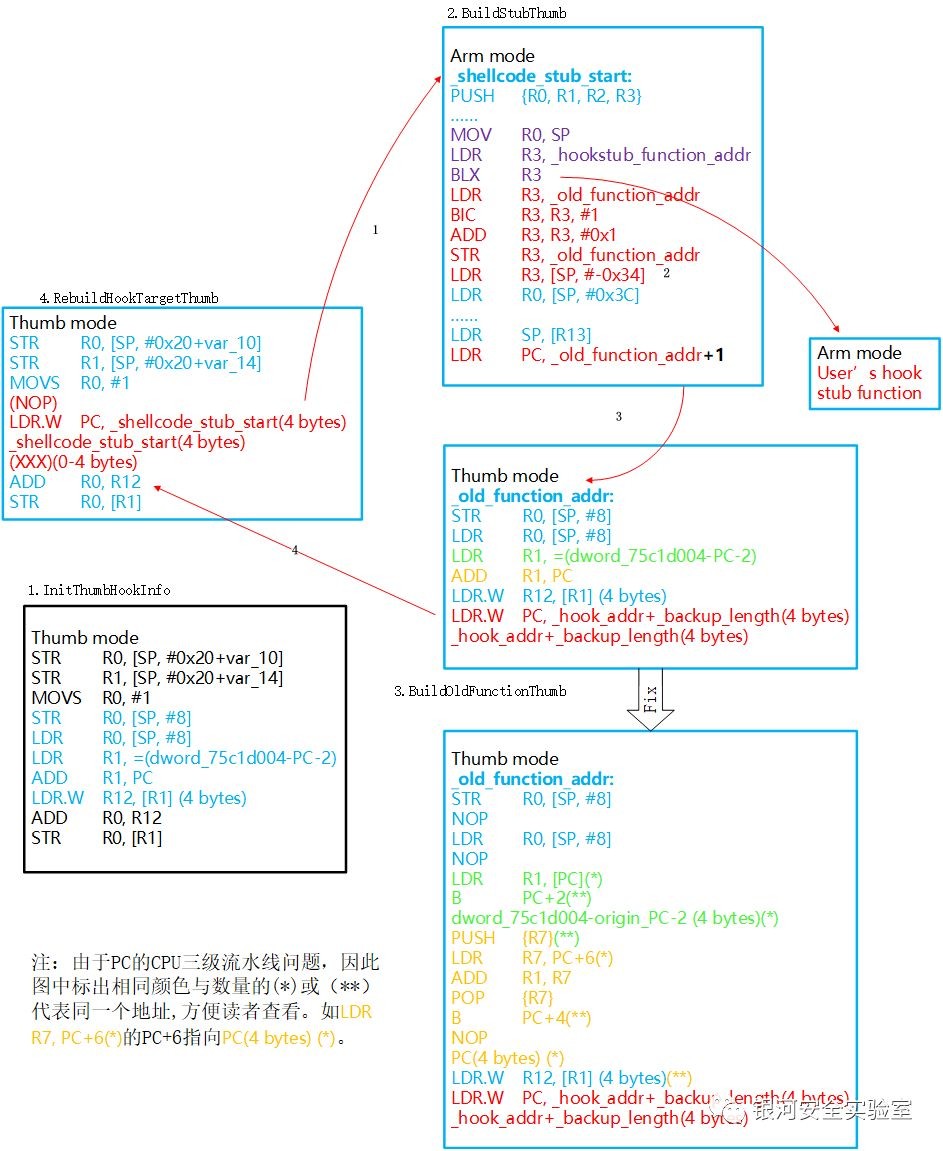 2.BuildStubThumb
Arm mode
_shellcode_stub_start:
PUSH {R0, R1, R2, R3}
......
MOV R0, SP
LDR R3, _hookstub_function_addr
BLX R3
LDR R3, _old_function_addr
BIC R3, R3, #1
ADD R3, R3, #0x1
STR R3, _old_function_addr
LDR R3, [SP, #-0x34]
LDR R0, [SP, #0x3C]
......
LDR SP, [R13]
LDR PC, _old_function_addr+1
1
2
Arm mode
User's hook
stub function
4.RebuildHookTargetThumb
Thumb mode
STR R0, [SP, #0x20+var_10]
STR R1, [SP, #0x20+var_14]
MOVS R0, #1
(NOP)
LDR.W PC, _shellcode_stub_start(4 bytes)
_shellcode_stub_start(4 bytes)
(XXX)(0-4 bytes)
ADD R0, R12
STR R0, [R1]
3
Thumb mode
_old_function_addr:
STR R0, [SP, #8]
LDR R0, [SP, #8]
LDR R1, =(dword_75c1d004-PC-2)
ADD R1, PC
LDR.W R12, [R1] (4 bytes)
LDR.W PC, _hook_addr+_backup_length(4 bytes)
_hook_addr+_backup_length(4 bytes)
4
1.InitThumbHookInfo
Thumb mode
STR R0, [SP, #0x20+var_10]
STR R1, [SP, #0x20+var_14]
MOVS R0, #1
STR R0, [SP, #8]
LDR R0, [SP, #8]
LDR R1, =(dword_75c1d004-PC-2)
ADD R1, PC
LDR.W R12, [R1] (4 bytes)
ADD R0, R12
STR R0, [R1]
3.BuildOldFunctionThumb
Fix
Thumb mode
_old_function_addr:
STR R0, [SP, #8]
NOP
LDR R0, [SP, #8]
NOP
LDR R1, [PC](*)
B PC+2(**)
dword_75c1d004-origin_PC-2 (4 bytes)(*)
PUSH {R7}(**)
LDR R7, PC+6(*)
ADD R1, R7
POP {R7}
B PC+4(**)
NOP
PC(4 bytes) (*)
LDR.W R12, [R1] (4 bytes)(**)
LDR.W PC, _hook_addr+_backup_length(4 bytes)
_hook_addr+_backup_length(4 bytes)
注：由于PC的CPU三级流水线问题，因此
图中标出相同颜色与数量的(*)或（**）
代表同一个地址,方便读者查看。如LDR
R7, PC+6(*)的PC+6指向PC(4 bytes) (*)。
银河安全实验室